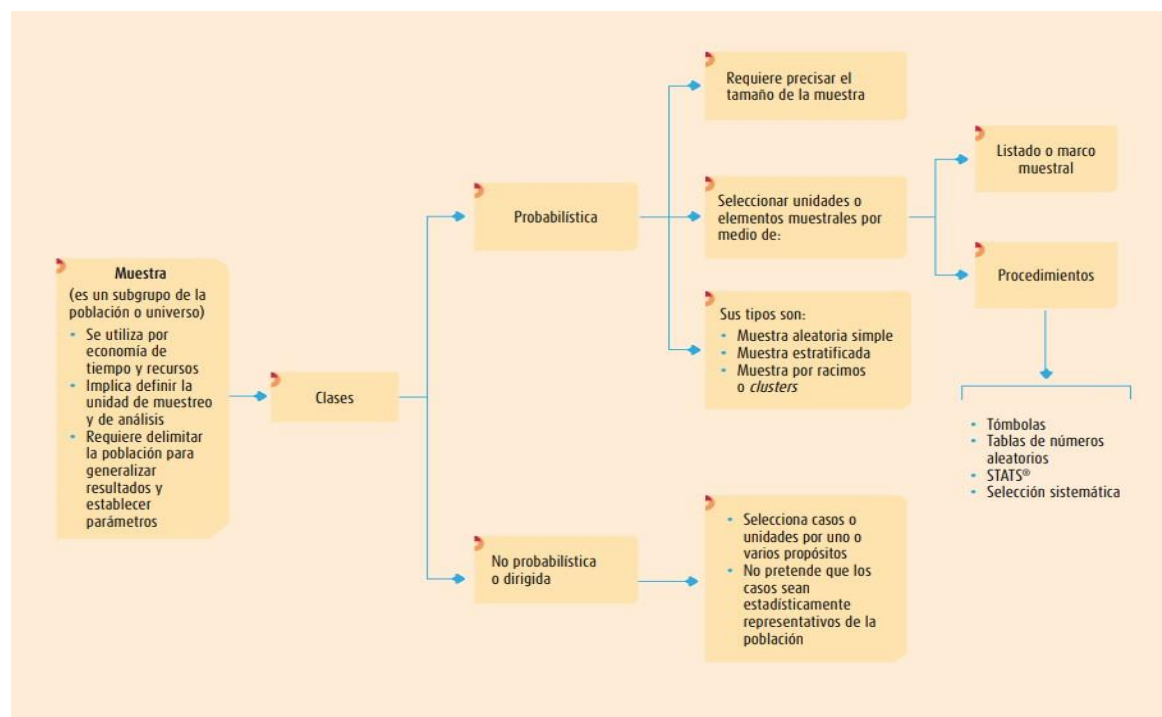 Muestra
(es un subgrupo de la
población o universo)
• Se utiliza por
economía de
tiempo y recursos
• Implica definir la
unidad de muestreo
y de análisis
• Requiere delimitar
la población para
generalizar
resultados y
establecer
parámetros
Clases
Probabilística
Requiere precisar el
tamaño de la muestra
Seleccionar unidades o
elementos muestrales por
medio de:
Listado o marco
muestral
Procedimientos
• Tómbolas
• Tablas de números
aleatorios
• STATS®
• Selección sistemática
Sus tipos son:
• Muestra aleatoria simple
• Muestra estratificada
• Muestra por racimos
o clusters
No probabilística
o dirigida
• Selecciona casos o
unidades por uno o
varios propósitos
• No pretende que los
casos sean
estadísticamente
representativos de la
población